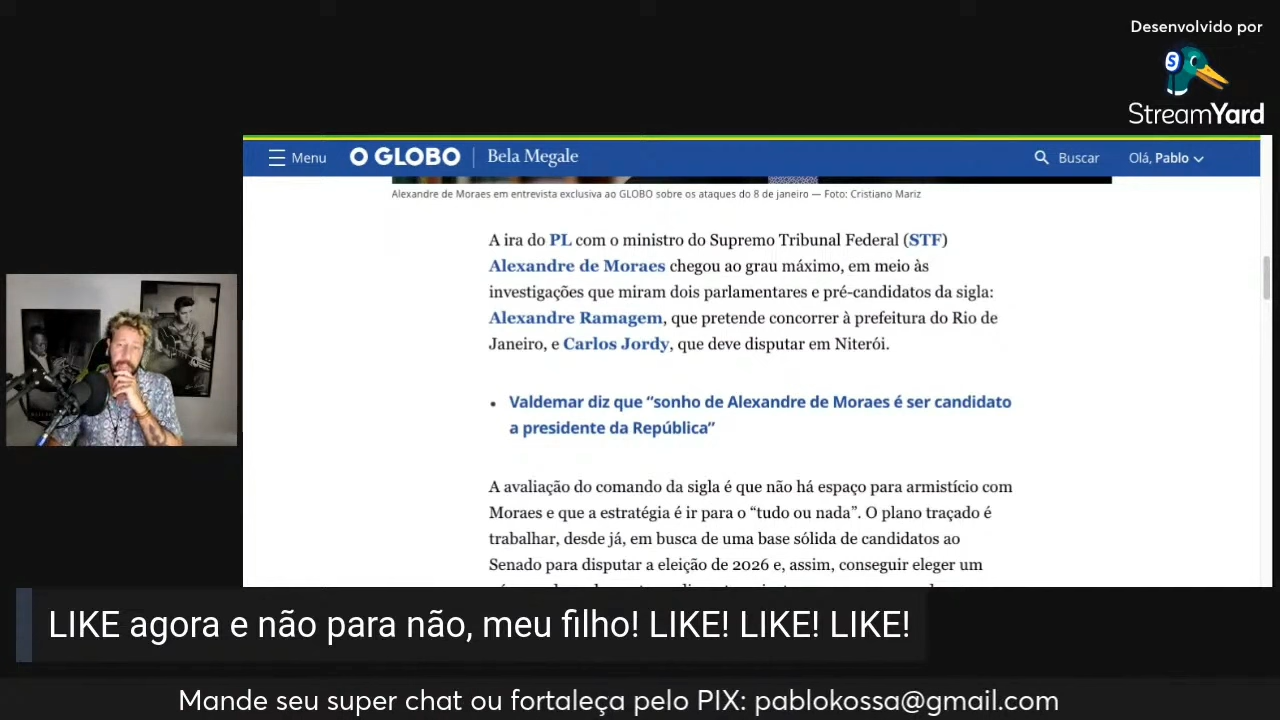 Desenvolvido por
S
StreamYard
Menu
O GLOBO
Bela Megale
Buscar
Olá, Pablo
Alexandre de Moraes em entrevista exclusiva ao GLOBO sobre os ataques do 8 de janeiro — Foto: Cristiano Mariz
A ira do PL com o ministro do Supremo Tribunal Federal (STF)
Alexandre de Moraes chegou ao grau máximo, em meio às
investigações que miram dois parlamentares e pré-candidatos da sigla:
Alexandre Ramagem, que pretende concorrer à prefeitura do Rio de
Janeiro, e Carlos Jordy, que deve disputar em Niterói.
• Valdemar diz que “sonho de Alexandre de Moraes é ser candidato
a presidente da República”
A avaliação do comando da sigla é que não há espaço para armistício com
Moraes e que a estratégia é ir para o “tudo ou nada”. O plano traçado é
trabalhar, desde já, em busca de uma base sólida de candidatos ao
Senado para disputar a eleição de 2026 e, assim, conseguir eleger um
LIKE agora e não para não, meu filho! LIKE! LIKE! LIKE!
Mande seu super chat ou fortaleça pelo PIX: pablokossa@gmail.com